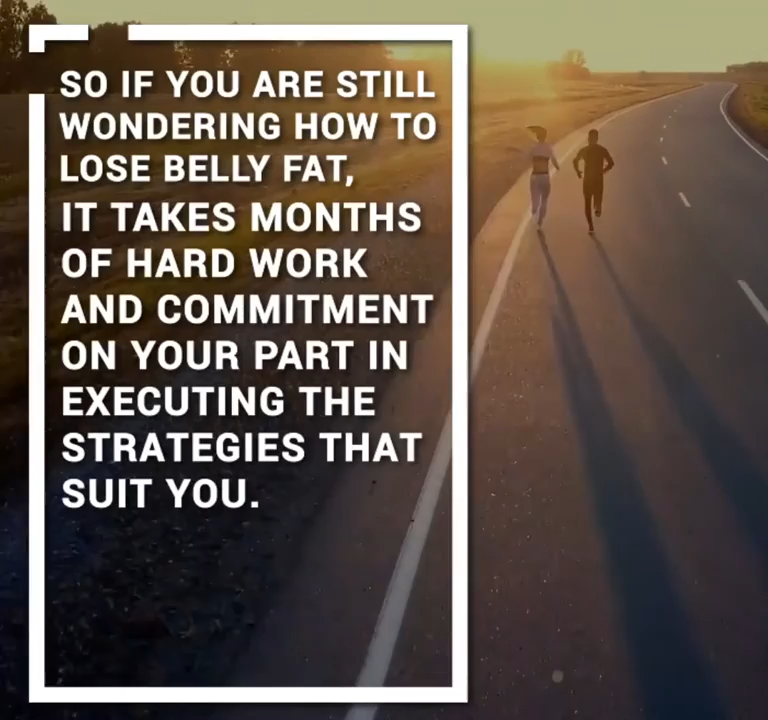 SO IF YOU ARE STILL
WONDERING HOW TO
LOSE BELLY FAT,
IT TAKES MONTHS
OF HARD WORK
AND COMMITMENT
ON YOUR PART IN
EXECUTING THE
STRATEGIES THAT
SUIT YOU.